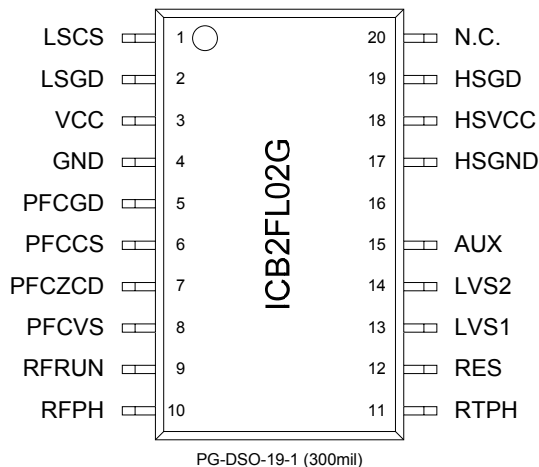 LSCS 1 20 N.C.
LSGD 2 19 HSGD
VCC 3 18 HSVCC
GND 4 17 HSGND
PFCGD 5 16
PFCCS 6 15 AUX
PFCZCD 7 14 LVS2
PFCVS 8 13 LVS1
RFRUN 9 12 RES
RFPH 10 11 RTPH
ICB2FL02G
PG-DSO-19-1 (300mil)